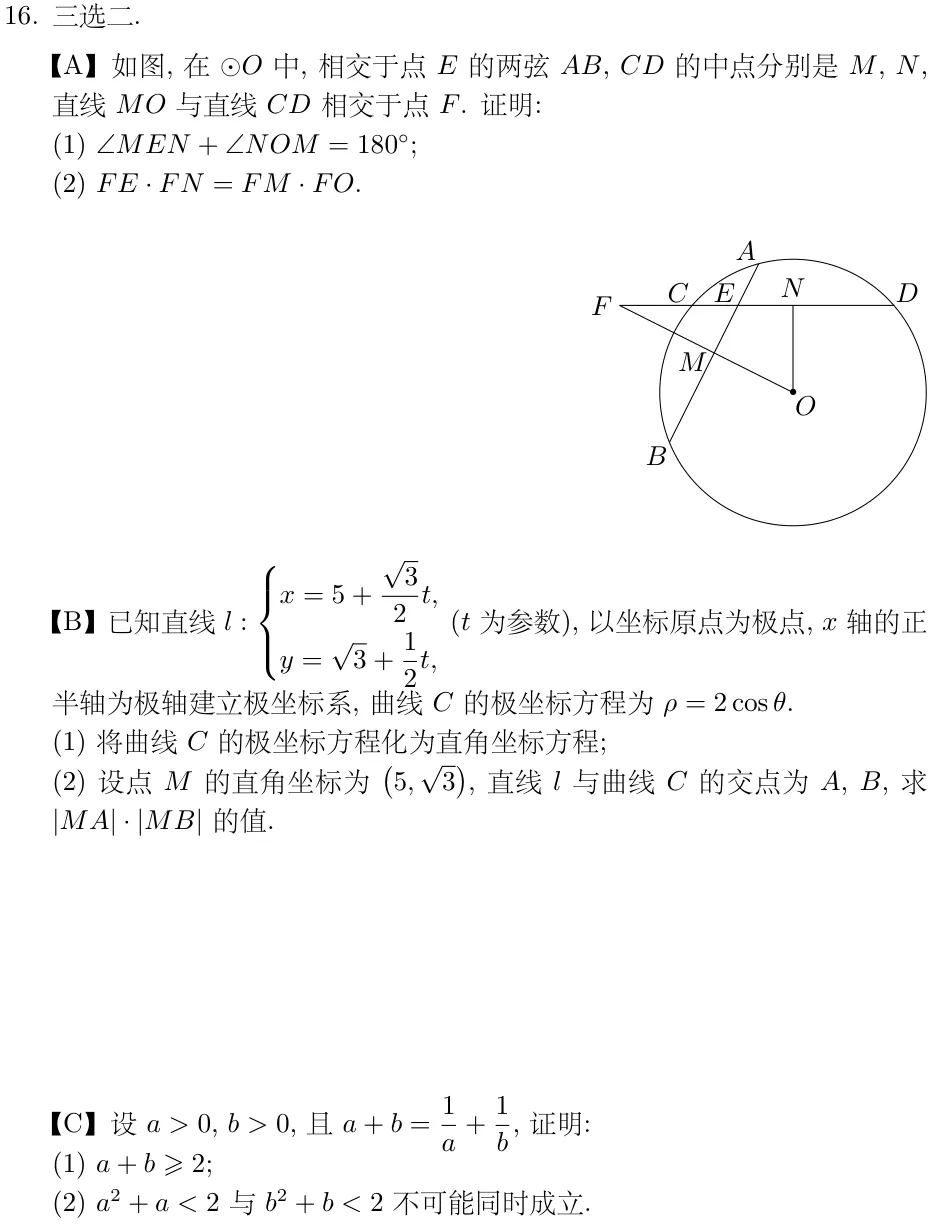 16. 三选二.
【A】如图, 在 ⊙O 中, 相交于点 E 的两弦 AB, CD 的中点分别是 M, N,
直线 MO 与直线 CD 相交于点 F. 证明:
(1) ∠MEN + ∠NOM = 180°;
(2) FE · FN = FM · FO.
A
F C E N D
M
O
B
【B】已知直线 l : { x = 5 + \frac{\sqrt{3}}{2}t, y = \sqrt{3} + \frac{1}{2}t, (t 为参数), 以坐标原点为极点, x 轴的正
半轴为极轴建立极坐标系, 曲线 C 的极坐标方程为 ρ = 2 cos θ.
(1) 将曲线 C 的极坐标方程化为直角坐标方程;
(2) 设点 M 的直角坐标为 (5, √3), 直线 l 与曲线 C 的交点为 A, B, 求
|MA| · |MB| 的值.
【C】设 a > 0, b > 0, 且 a + b = \frac{1}{a} + \frac{1}{b}, 证明:
(1) a + b ⩾ 2;
(2) a² + a < 2 与 b² + b < 2 不可能同时成立.